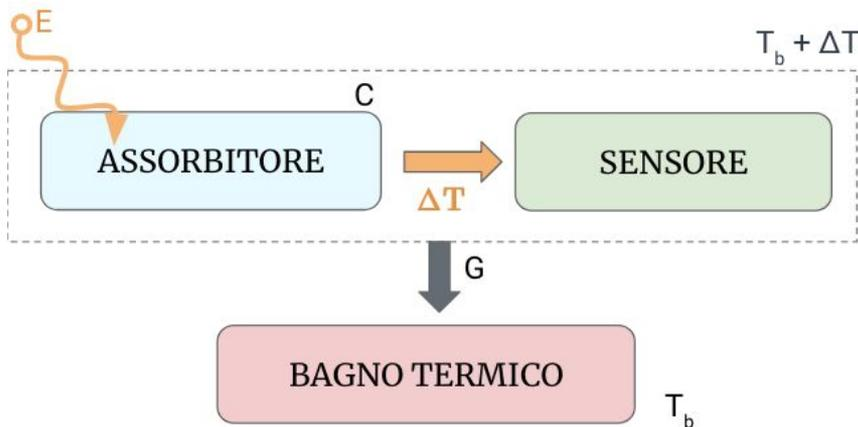 E
T_b + ΔT
C
ASSORBITORE
SENSORE
ΔT
G
BAGNO TERMICO
T_b